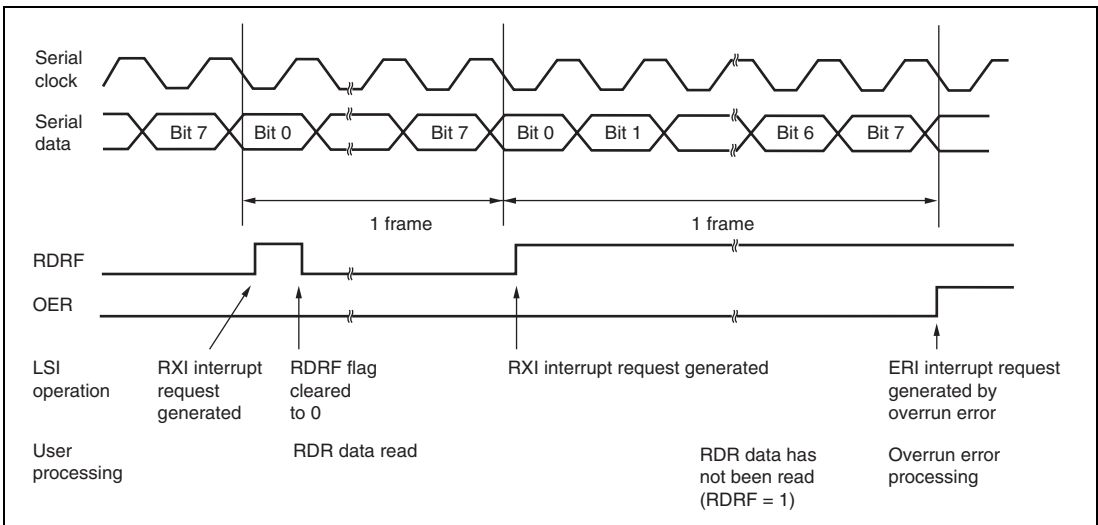 Serial
clock
Serial
data
Bit 7
Bit 0
Bit 7
Bit 0
Bit 1
Bit 6
Bit 7
1 frame
1 frame
RDRF
OER
LSI
operation
RXI interrupt
request
generated
RDRF flag
cleared
to 0
RXI interrupt request generated
ERI interrupt request
generated by
overrun error
User
processing
RDR data read
RDR data has
not been read
(RDRF = 1)
Overrun error
processing